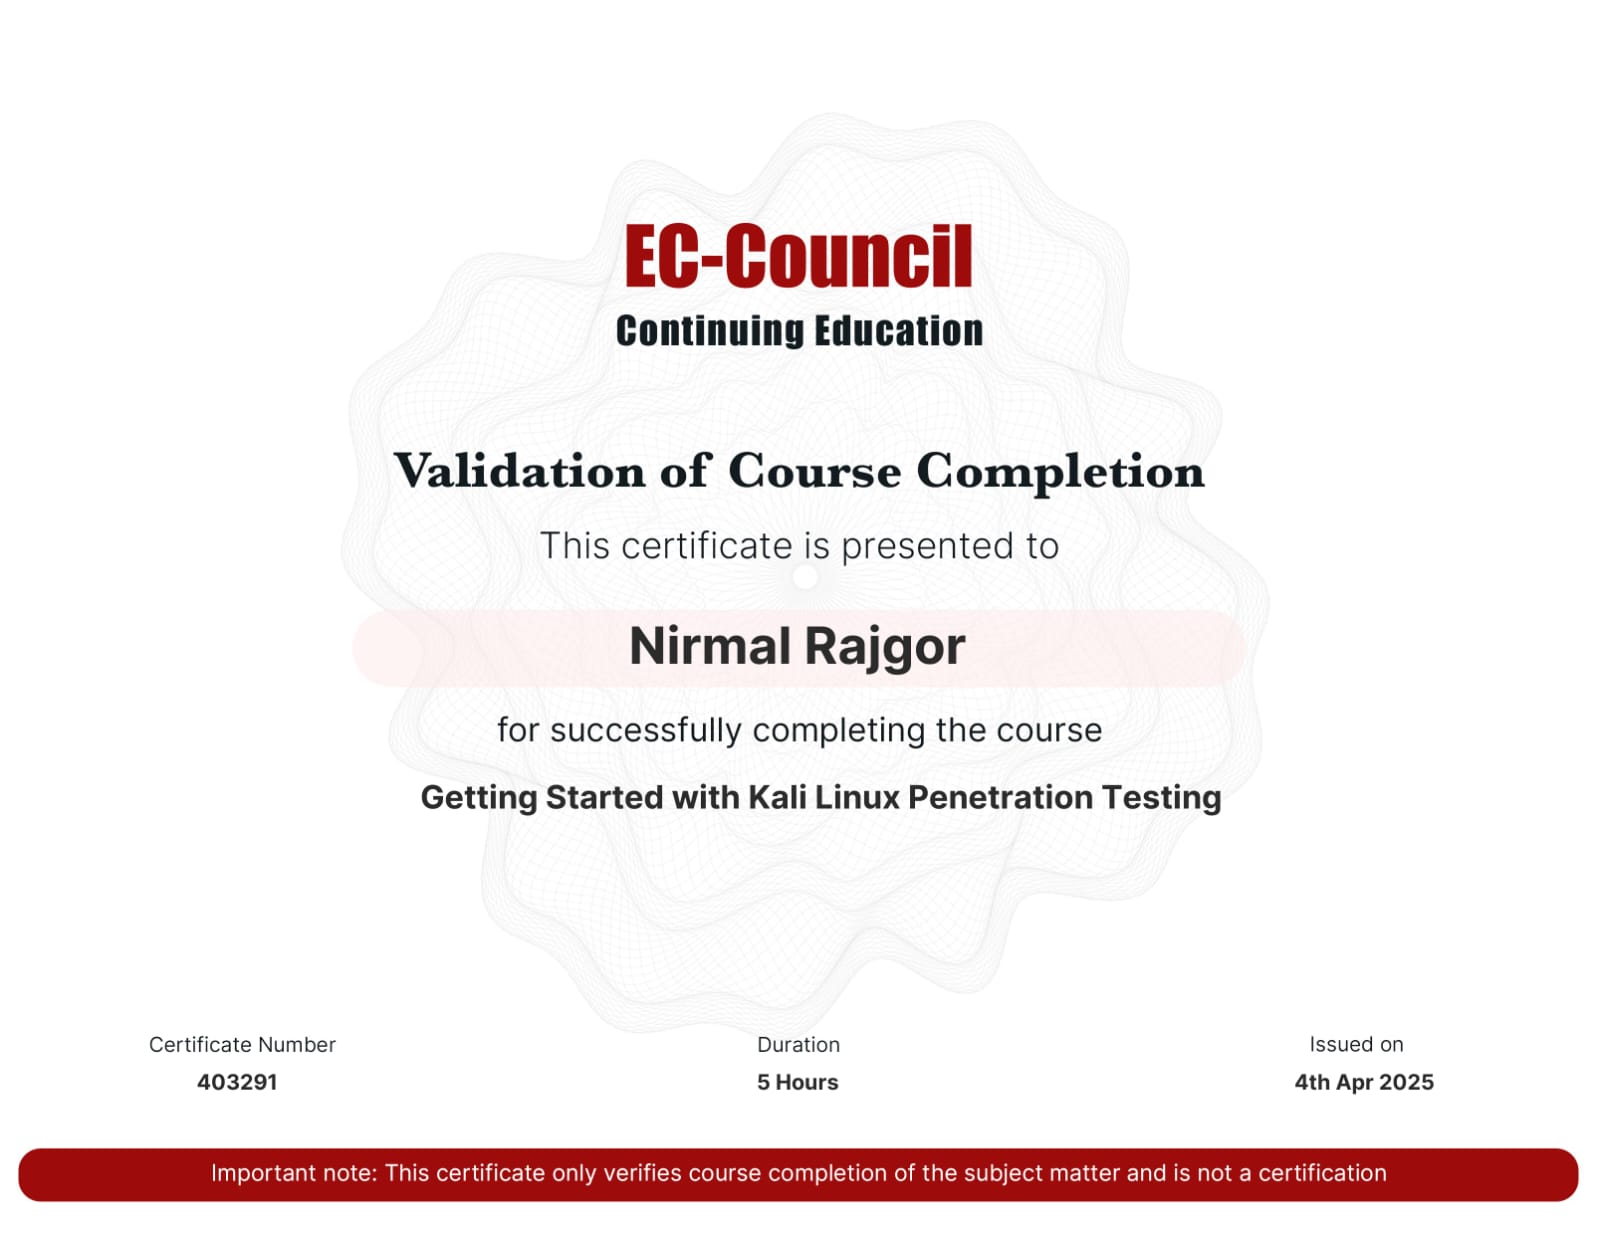 EC-Council
Continuing Education
Validation of Course Completion
This certificate is presented to
Nirmal Rajgor
for successfully completing the course
Getting Started with Kali Linux Penetration Testing
Certificate Number
403291
Duration
5 Hours
Issued on
4th Apr 2025
Important note: This certificate only verifies course completion of the subject matter and is not a certification